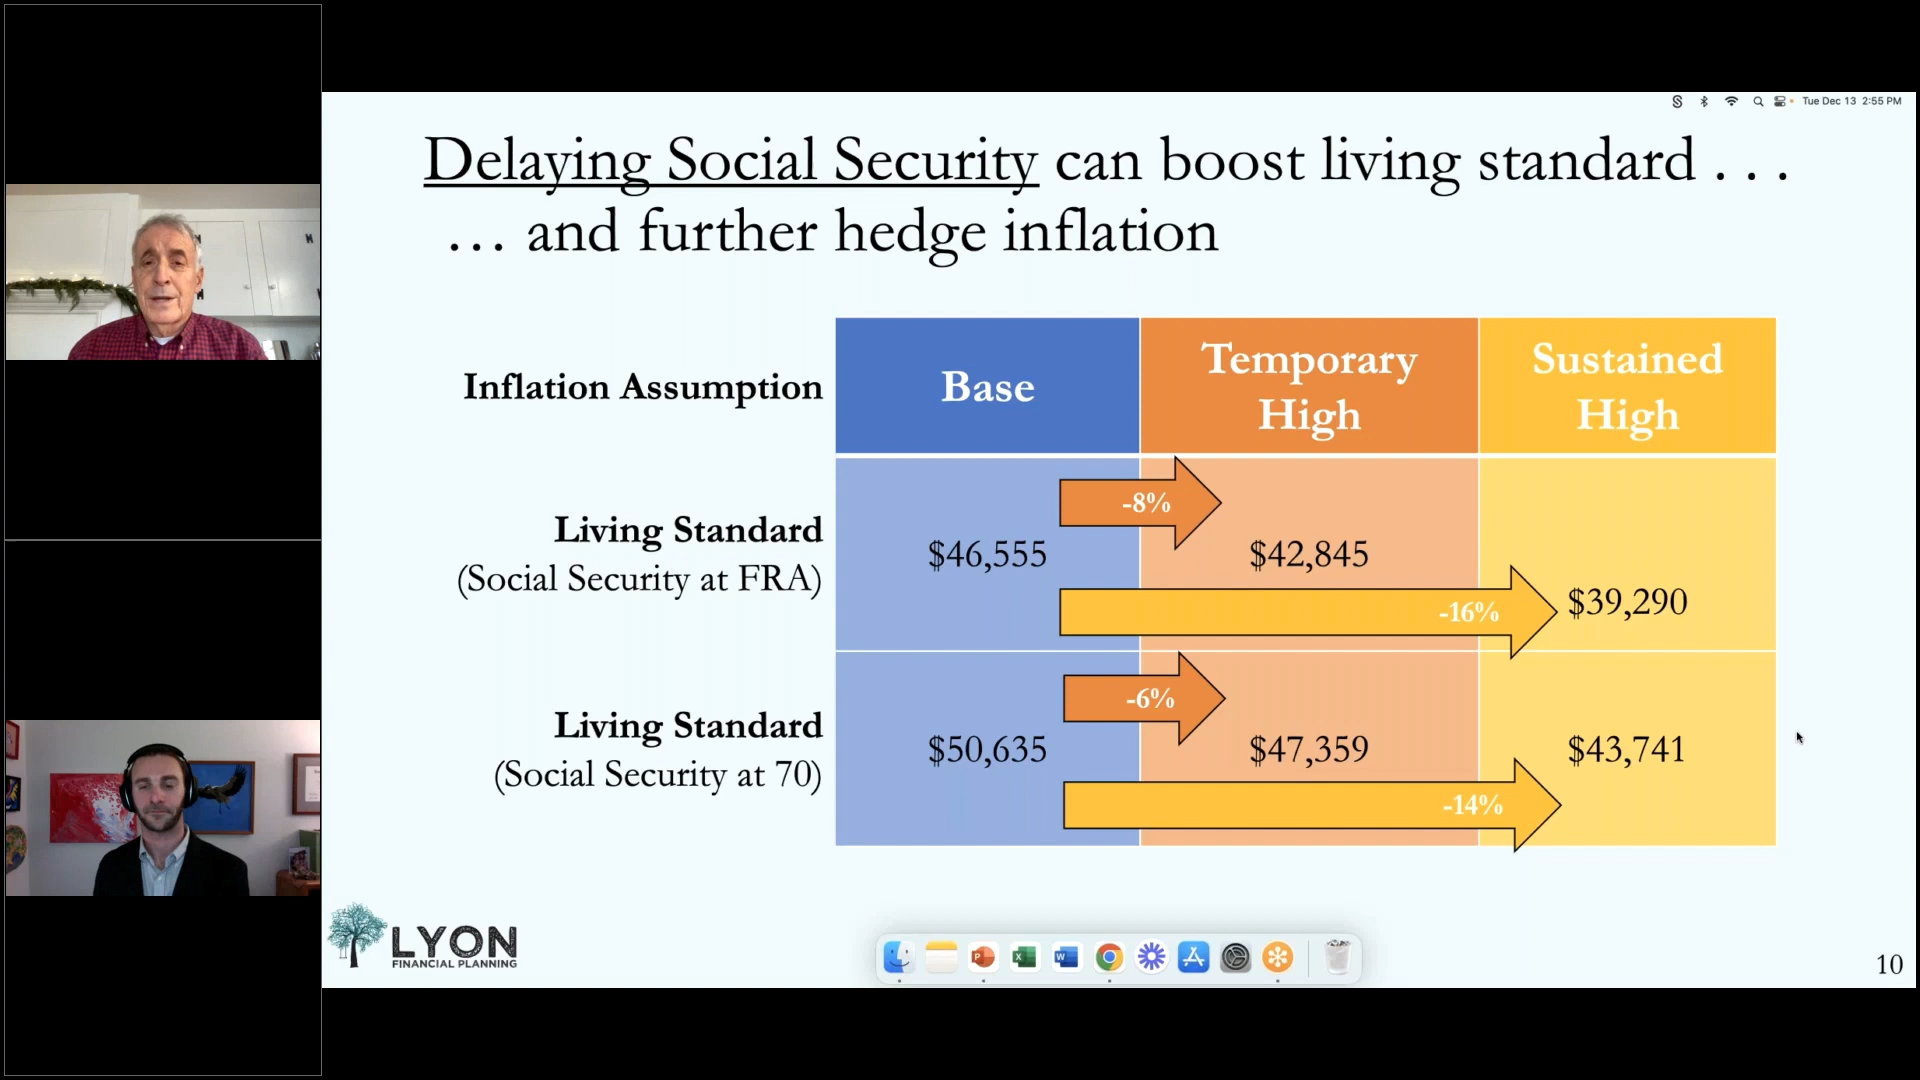 Tue Dec 13 2:55 PM
Delaying Social Security can boost living standard . . .
… and further hedge inflation
Inflation Assumption
Base
Temporary
High
Sustained
High
Living Standard
(Social Security at FRA)
$46,555
-8%
$42,845
-16%
$39,290
Living Standard
(Social Security at 70)
$50,635
-6%
$47,359
-14%
$43,741
LYON
FINANCIAL PLANNING
10